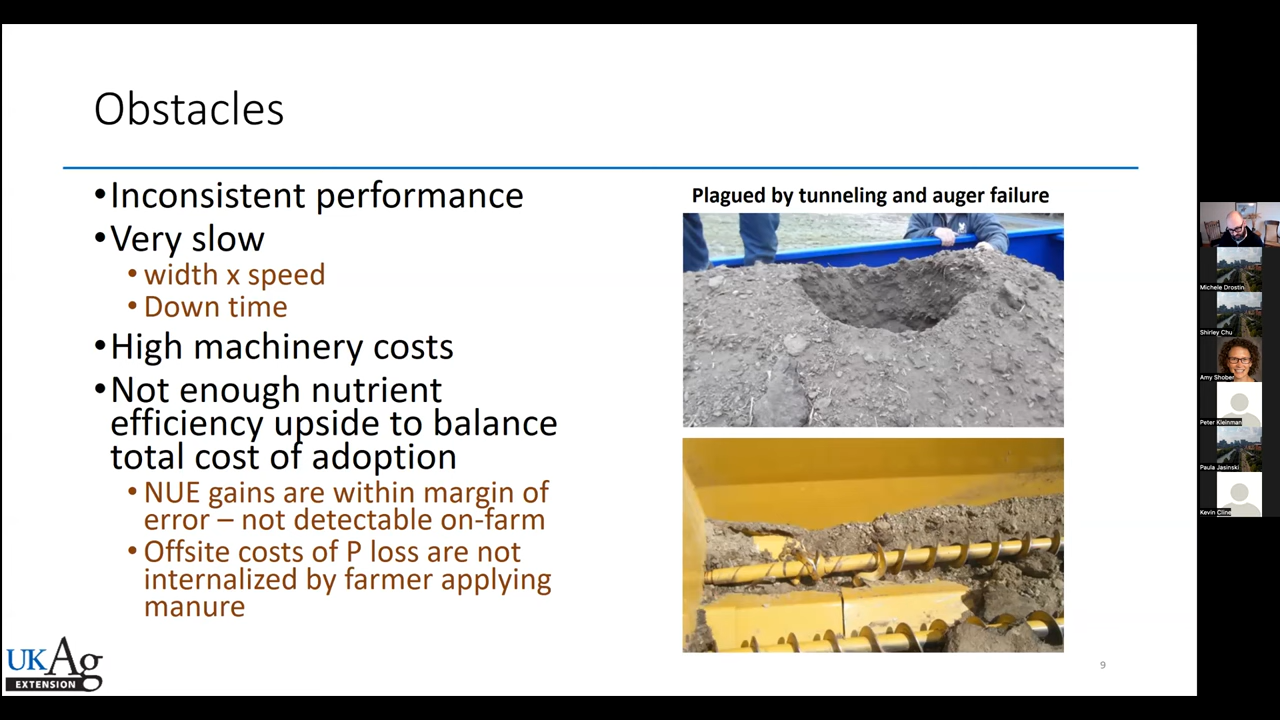 Obstacles
•Inconsistent performance
•Very slow
• width x speed
• Down time
•High machinery costs
•Not enough nutrient
efficiency upside to balance
total cost of adoption
• NUE gains are within margin of
error – not detectable on-farm
• Offsite costs of P loss are not
internalized by farmer applying
manure
Plagued by tunneling and auger failure
UKAg
EXTENSION
9
Michele Drostin
Shirley Chu
Amy Shober
Peter Kleinman
Paula Jasinski
Kevin Cline